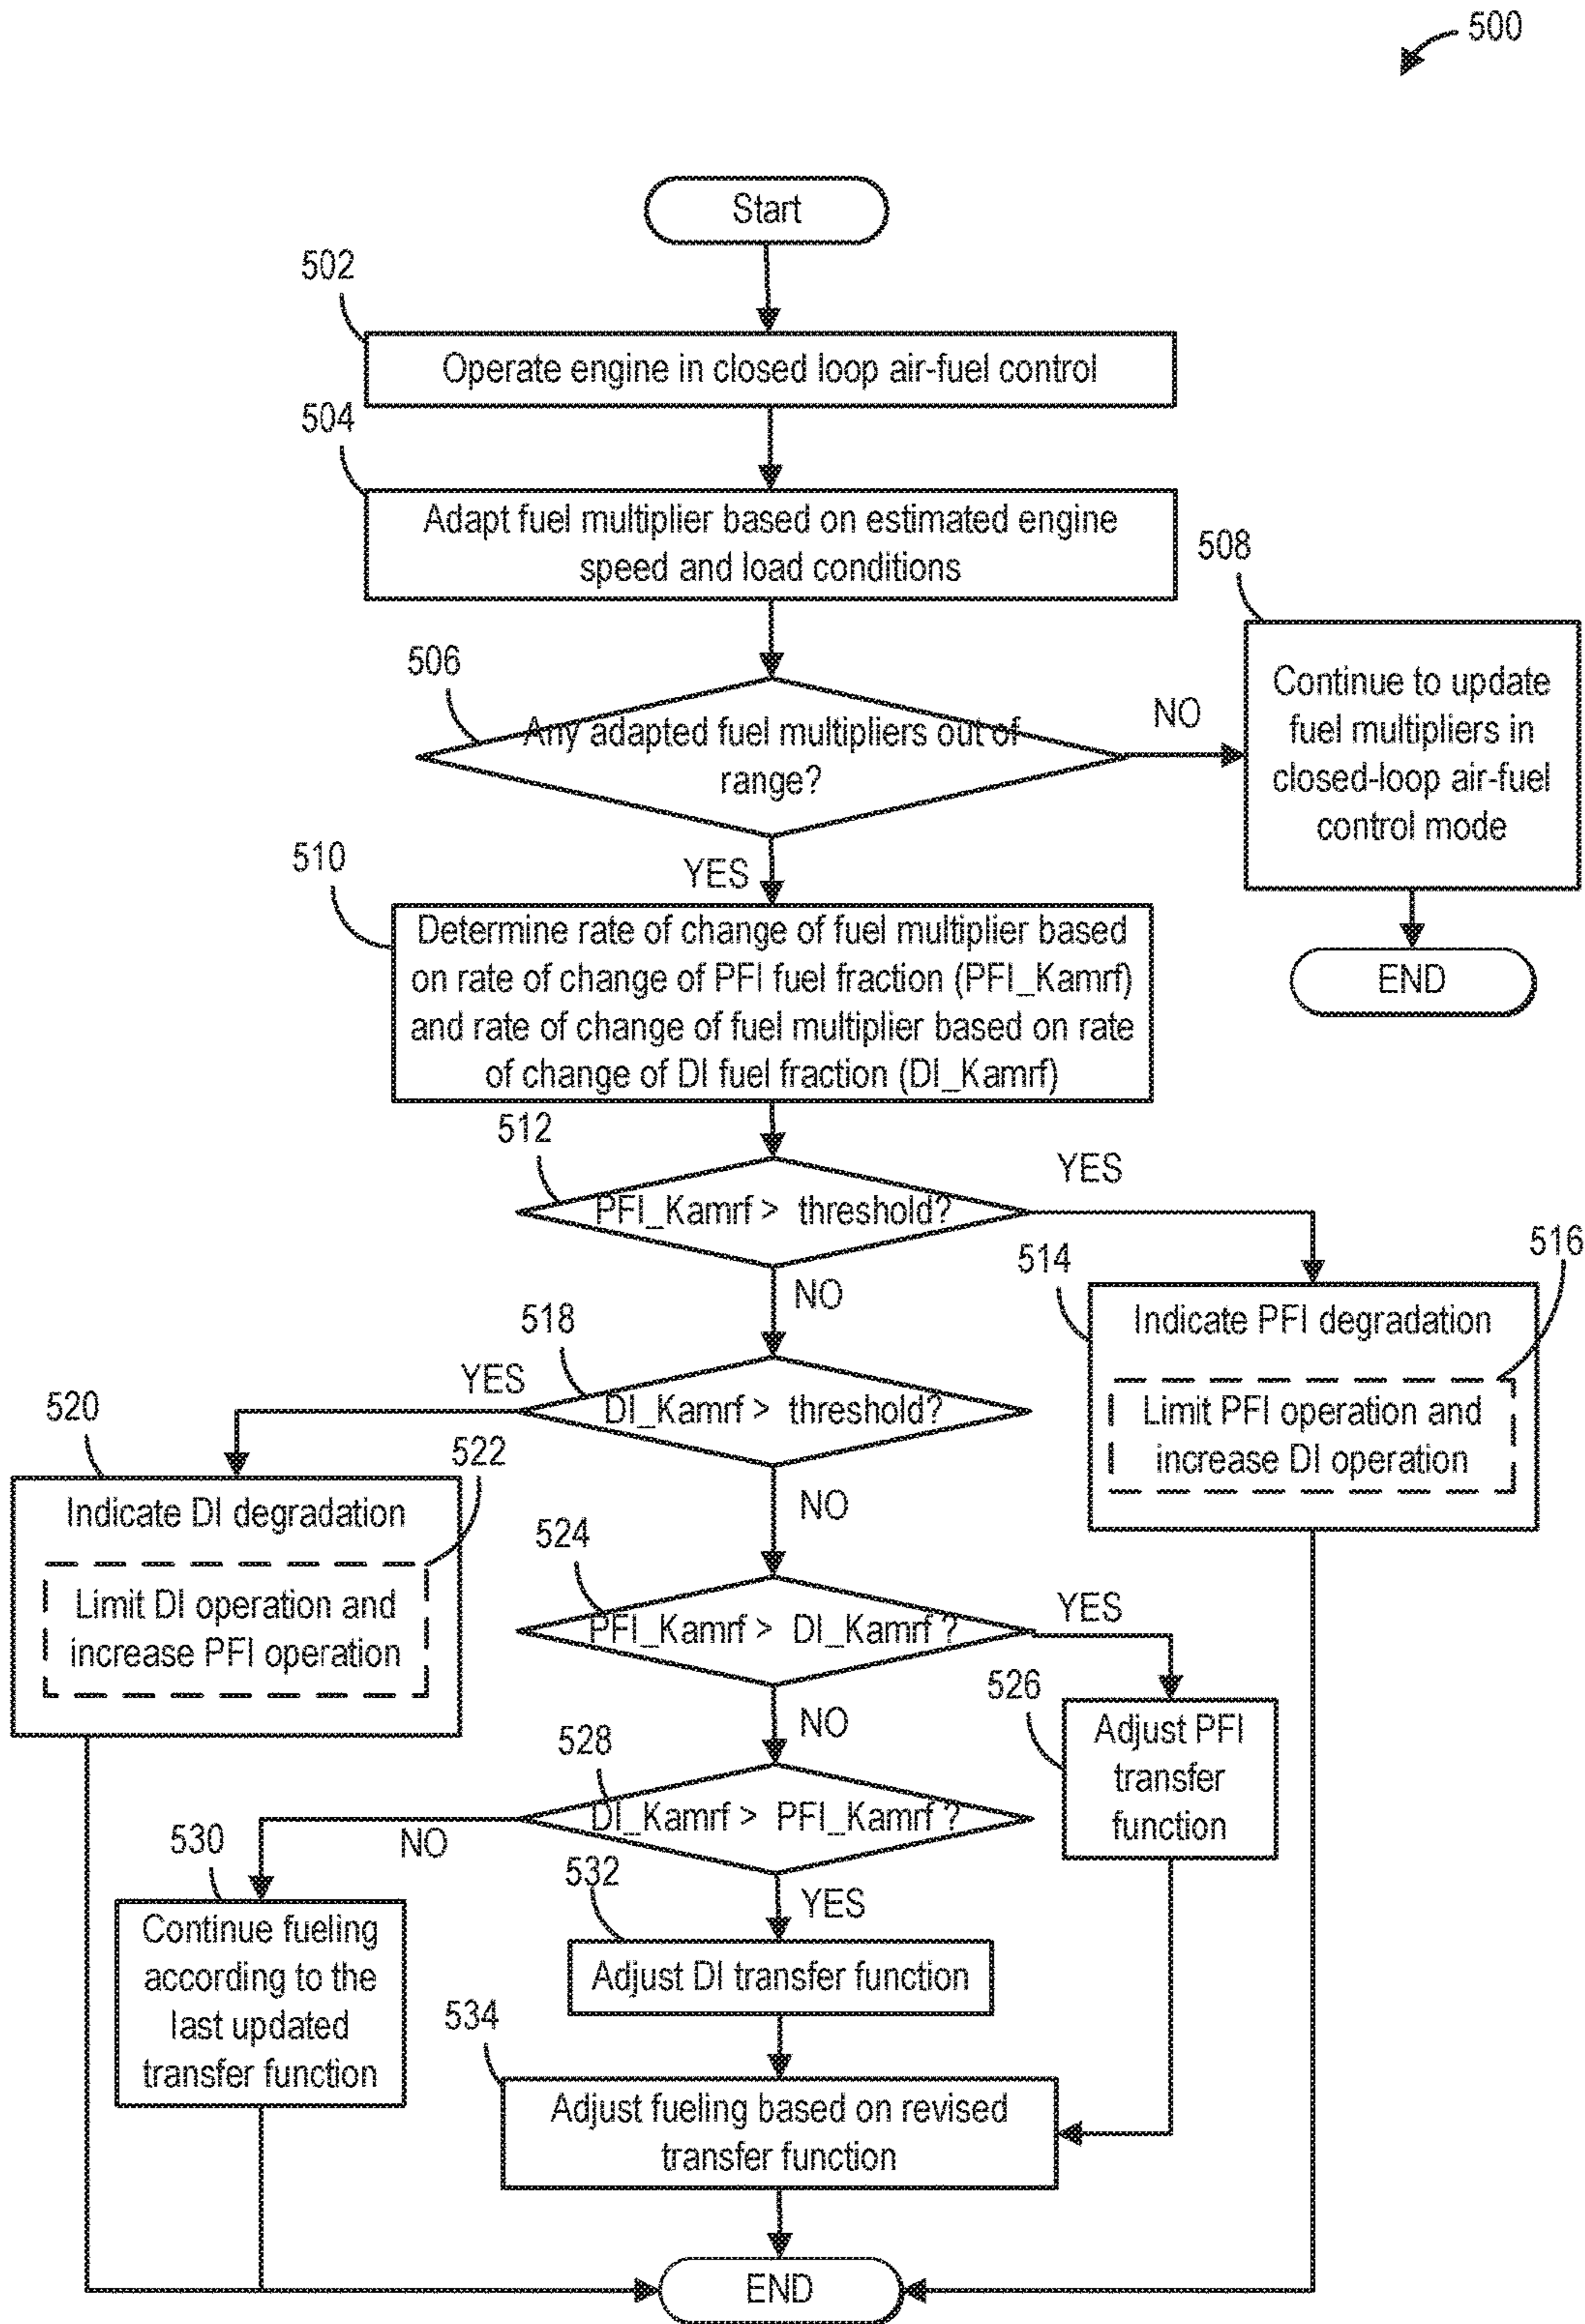 500
Start
502
Operate engine in closed loop air-fuel control
504
Adapt fuel multiplier based on estimated engine
speed and load conditions
506
Any adapted fuel multipliers out of
range?
NO
508
Continue to update
fuel multipliers in
closed-loop air-fuel
control mode
END
YES
510
Determine rate of change of fuel multiplier based
on rate of change of PFI fuel fraction (PFI_Kamrf)
and rate of change of fuel multiplier based on rate
of change of DI fuel fraction (DI_Kamrf)
512
PFI_Kamrf > threshold?
YES
514
516
Indicate PFI degradation
Limit PFI operation and
increase DI operation
NO
518
DI_Kamrf > threshold?
YES
520
522
Indicate DI degradation
Limit DI operation and
increase PFI operation
NO
524
PFI_Kamrf > DI_Kamrf ?
YES
526
Adjust PFI
transfer
function
NO
528
DI_Kamrf > PFI_Kamrf ?
NO
530
Continue fueling
according to the
last updated
transfer function
YES
532
Adjust DI transfer function
534
Adjust fueling based on revised
transfer function
END